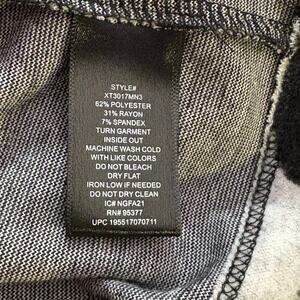 STYLE#
XT3017MN3
62% POLYESTER
31% RAYON
7% SPANDEX
TURN GARMENT
INSIDE OUT
MACHINE WASH COLD
WITH LIKE COLORS
DO NOT BLEACH
DRY FLAT
IRON LOW IF NEEDED
DO NOT DRY CLEAN
IC# NGFA21
RN# 95377
UPC 195517070711